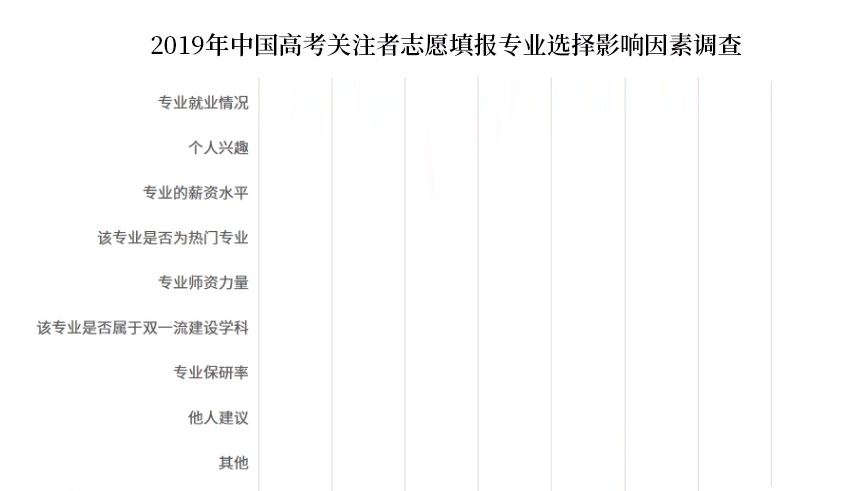 2019年中国高考关注者志愿填报专业选择影响因素调查
专业就业情况
个人兴趣
专业的薪资水平
该专业是否为热门专业
专业师资力量
该专业是否属于双一流建设学科
专业保研率
他人建议
其他